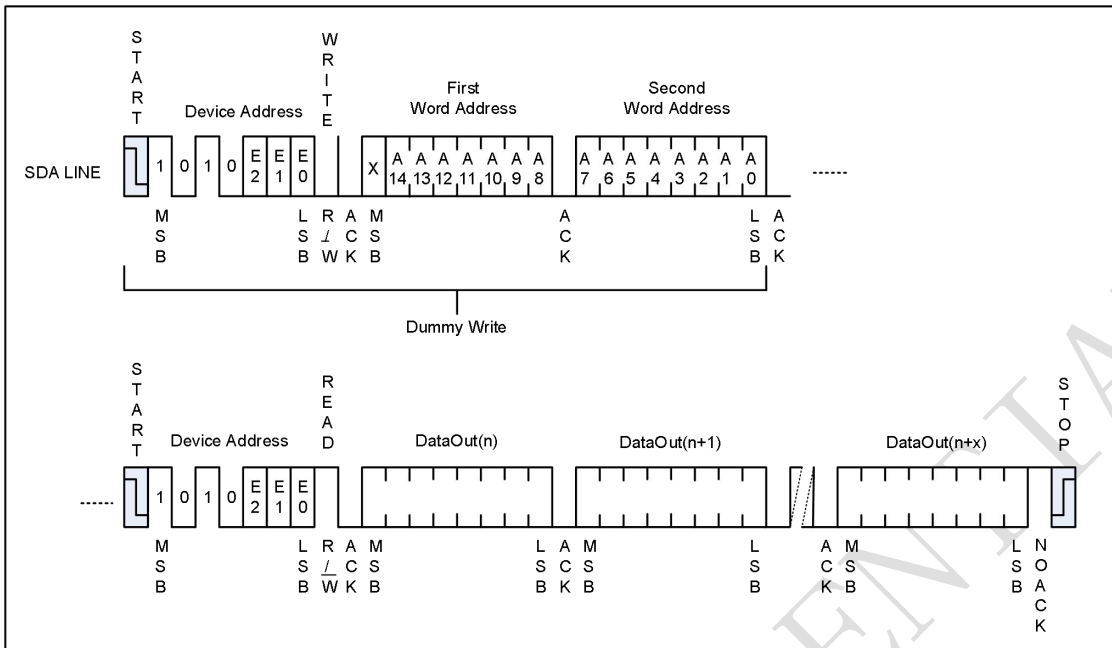 START
WRITE
Device Address
First
Word Address
Second
Word Address
SDA LINE
1 0 1 0 E2 E1 E0
X A14 A13 A12 A11 A10 A9 A8
A7 A6 A5 A4 A3 A2 A1 A0
......
MSB
LSB
R/W
ACK
MSB
ACK
LSB
ACK
Dummy Write
START
READ
STOP
Device Address
DataOut(n)
DataOut(n+1)
DataOut(n+x)
......
1 0 1 0 E2 E1 E0
MSB
LSB
R/W
ACK
MSB
LSB
ACK
MSB
LSB
ACK
MSB
LSB
NOACK